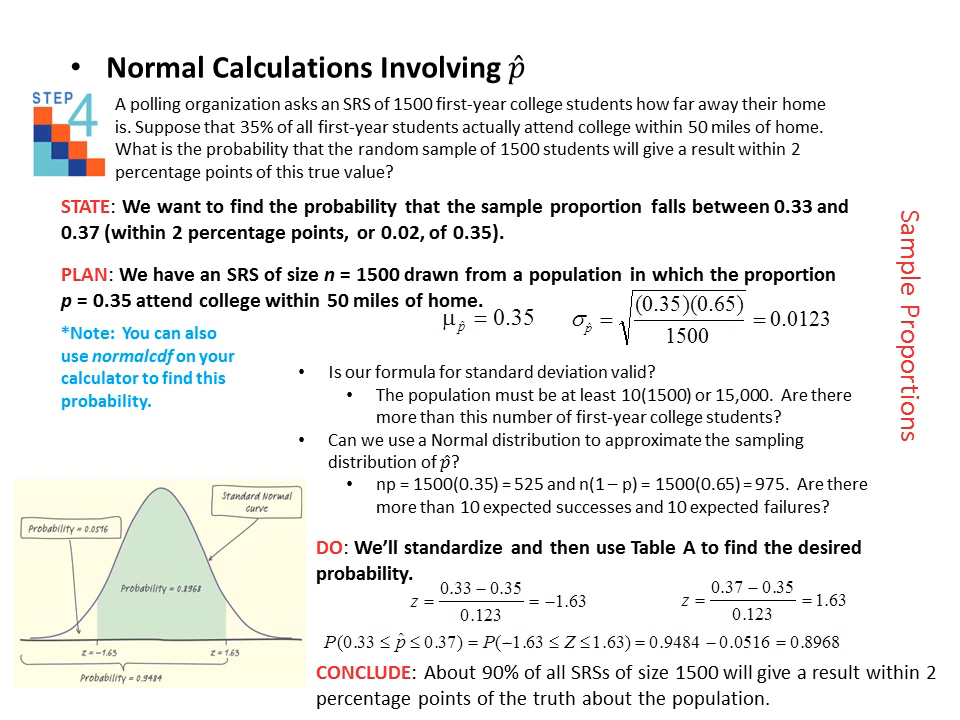 • Normal Calculations Involving p̂
STEP 4
A polling organization asks an SRS of 1500 first-year college students how far away their home
is. Suppose that 35% of all first-year students actually attend college within 50 miles of home.
What is the probability that the random sample of 1500 students will give a result within 2
percentage points of this true value?
STATE: We want to find the probability that the sample proportion falls between 0.33 and
0.37 (within 2 percentage points, or 0.02, of 0.35).
PLAN: We have an SRS of size n = 1500 drawn from a population in which the proportion
p = 0.35 attend college within 50 miles of home.
μ_p̂ = 0.35
σ_p̂ = √((0.35)(0.65)/1500) = 0.0123
*Note: You can also
use normalcdf on your
calculator to find this
probability.
• Is our formula for standard deviation valid?
• The population must be at least 10(1500) or 15,000. Are there
more than this number of first-year college students?
• Can we use a Normal distribution to approximate the sampling
distribution of p̂?
• np = 1500(0.35) = 525 and n(1 – p) = 1500(0.65) = 975. Are there
more than 10 expected successes and 10 expected failures?
Standard Normal
curve
Probability = 0.0516
Probability = 0.8968
z = -1.63
z = 1.63
Probability = 0.9484
DO: We'll standardize and then use Table A to find the desired
probability.
z = (0.33 − 0.35)/0.123 = −1.63
z = (0.37 − 0.35)/0.123 = 1.63
P(0.33 ≤ p̂ ≤ 0.37) = P(−1.63 ≤ Z ≤ 1.63) = 0.9484 − 0.0516 = 0.8968
CONCLUDE: About 90% of all SRSs of size 1500 will give a result within 2
percentage points of the truth about the population.
Sample Proportions